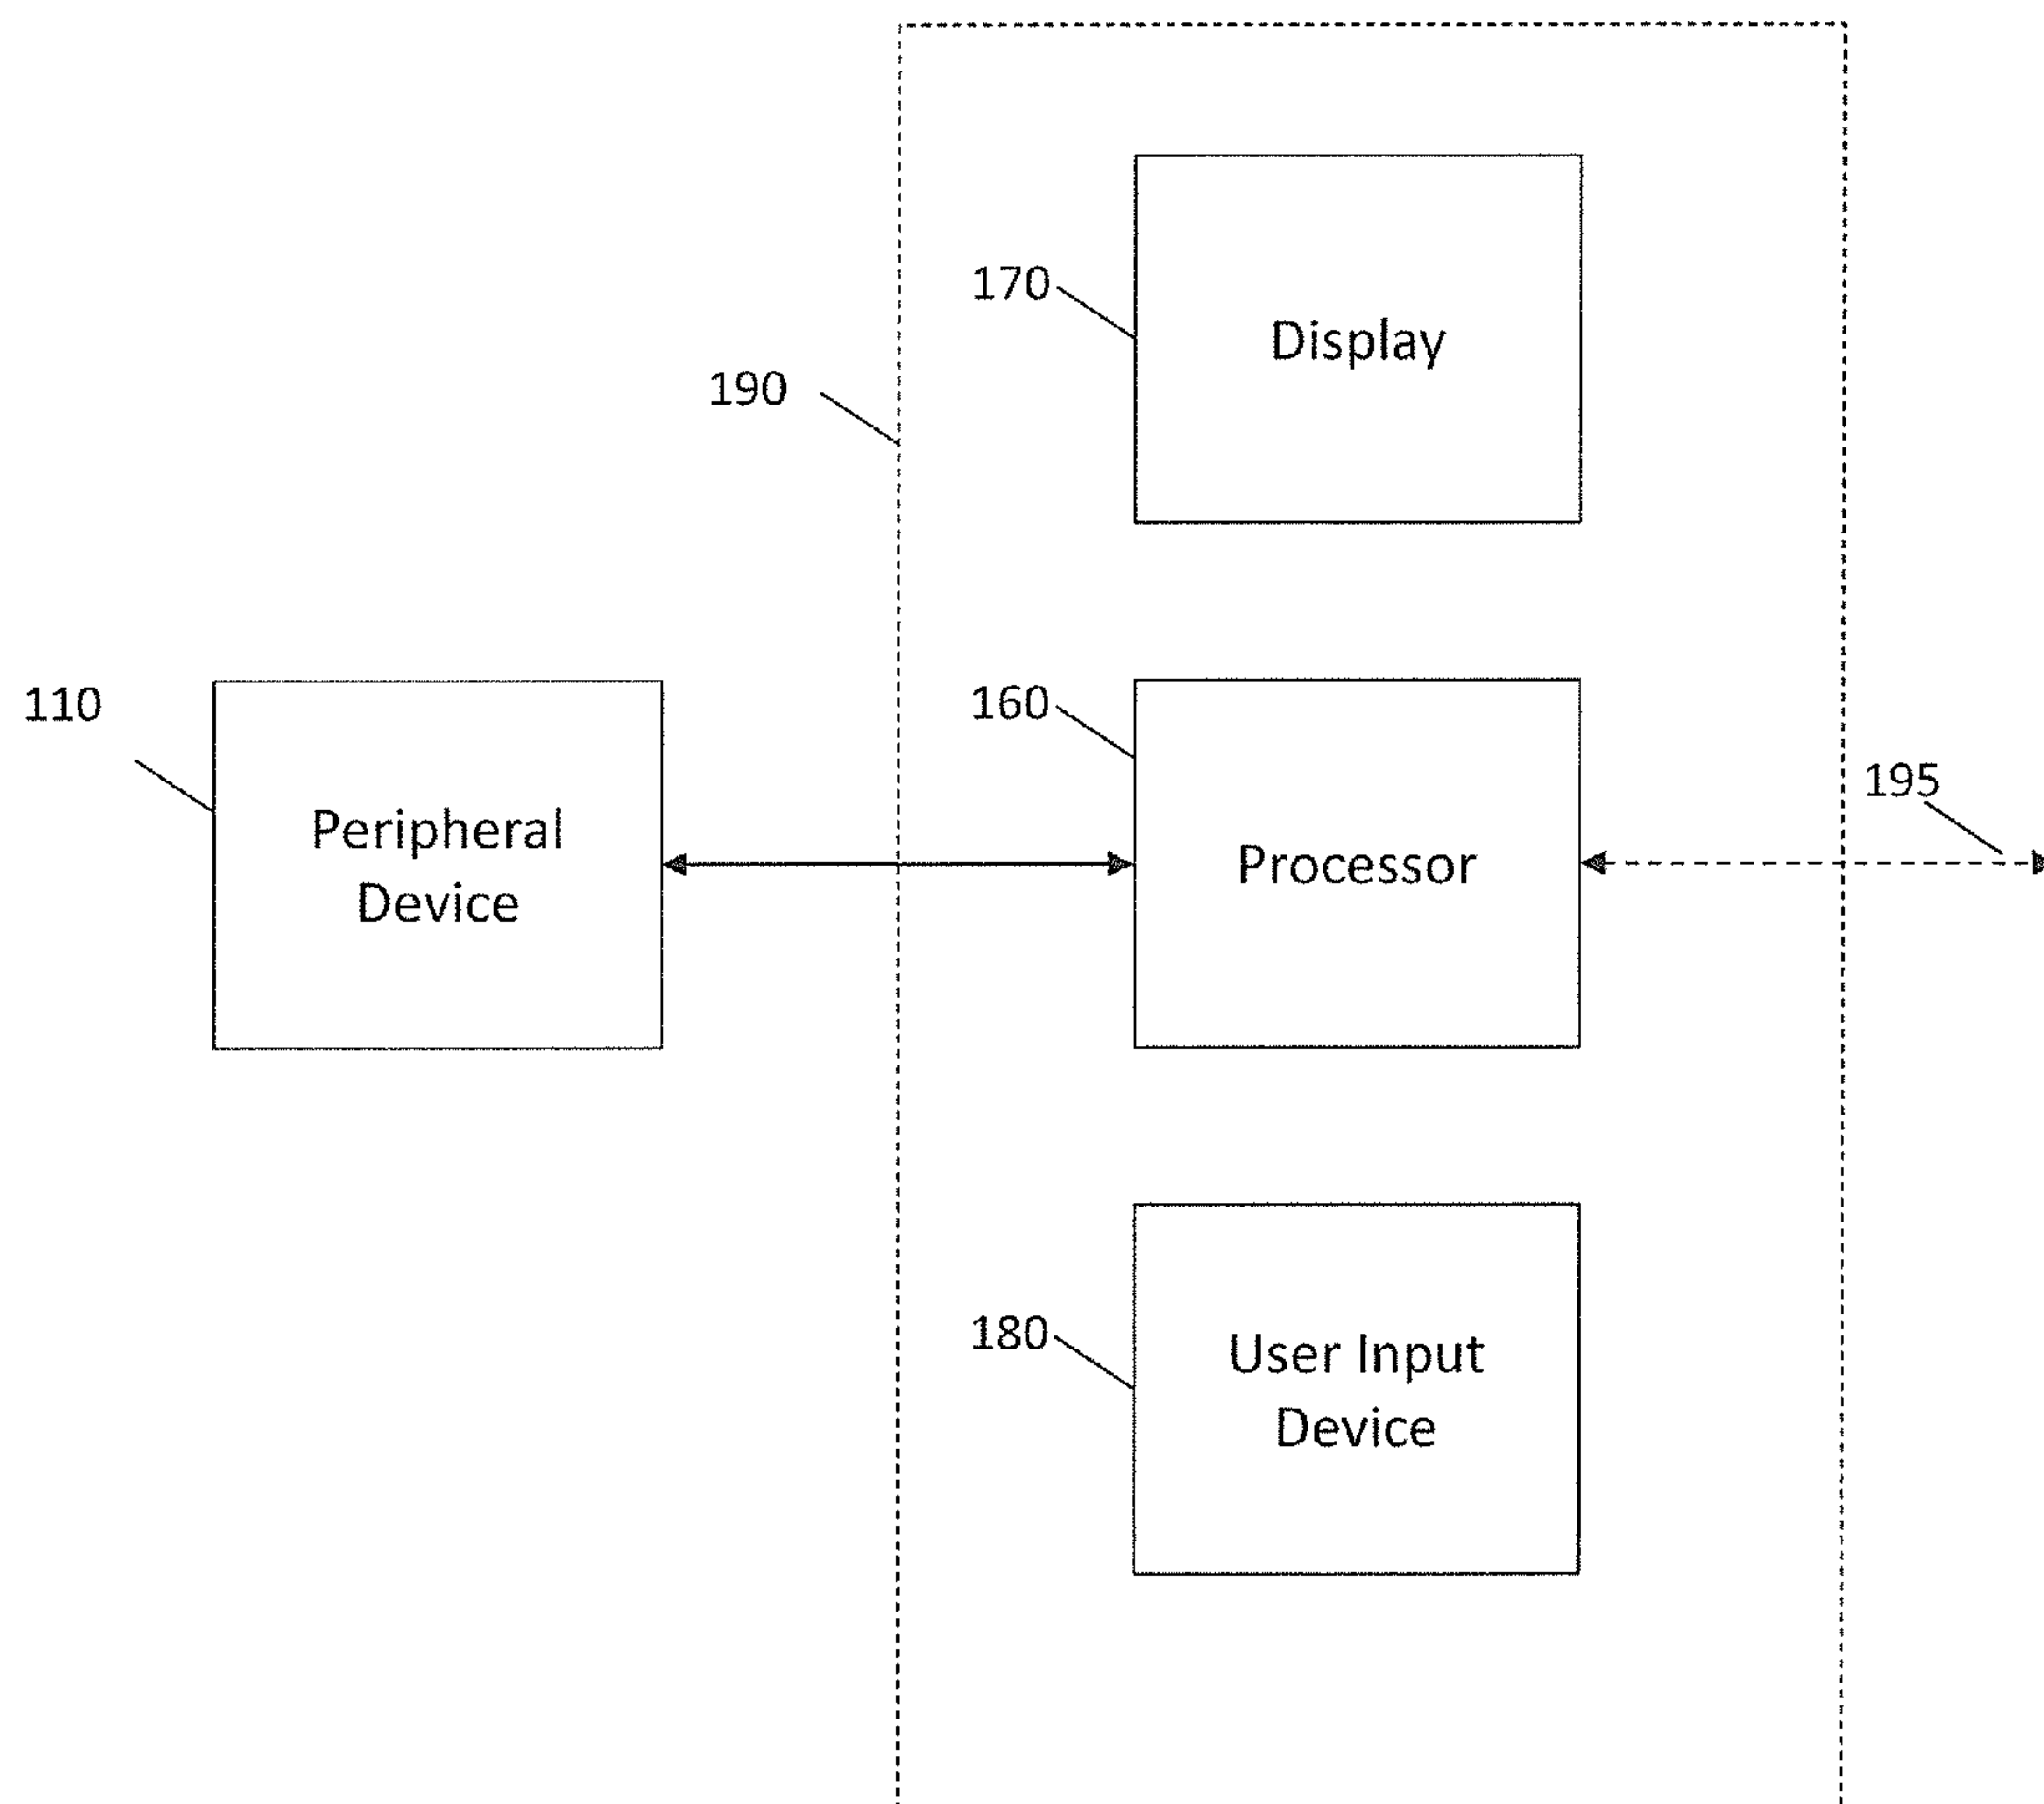 170
Display
190
110
Peripheral
Device
160
Processor
195
180
User Input
Device